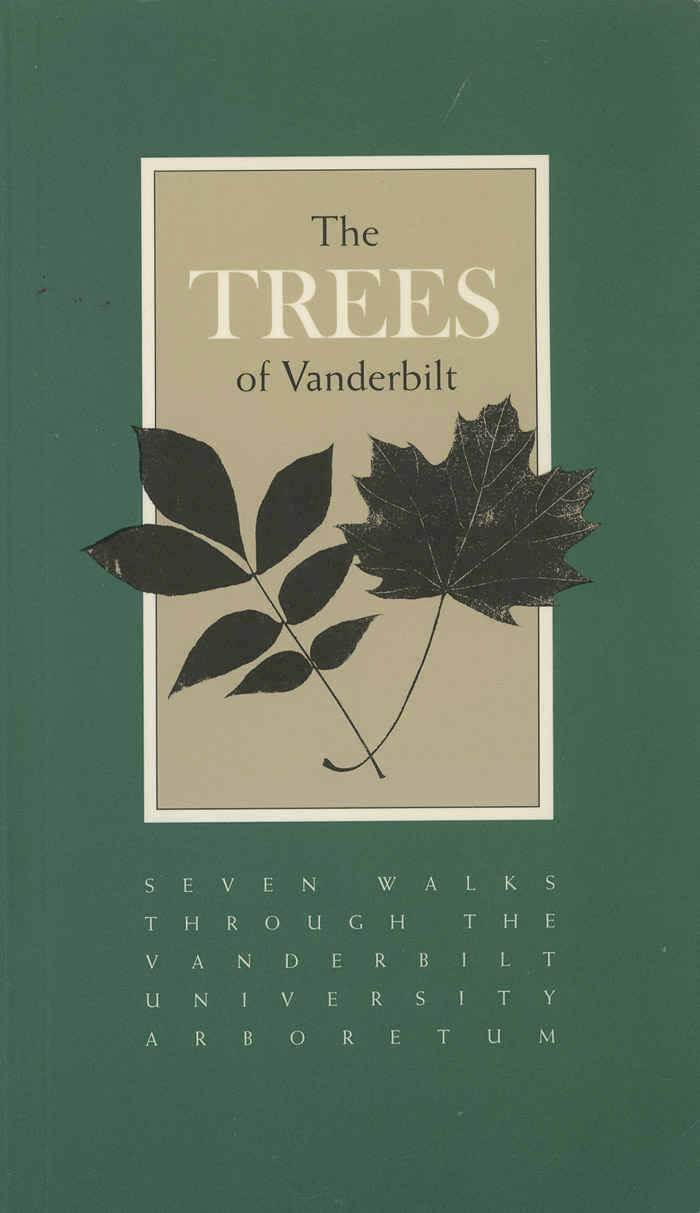 The
TREES
of Vanderbilt
SEVEN WALKS
THROUGH THE
VANDERBILT
UNIVERSITY
ARBORETUM